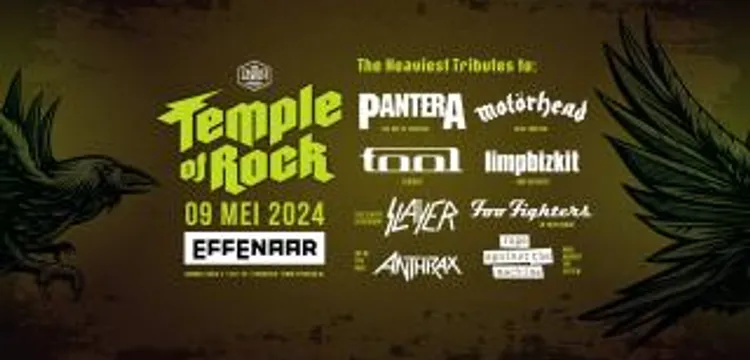 Temple
of Rock
09 MEI 2024
EFFENAAR
The Heaviest Tributes to:
PANTERA
motörhead
tool
limpbizkit
SLAYER
Foo Fighters
ANTHRAX
rage
against the
machine